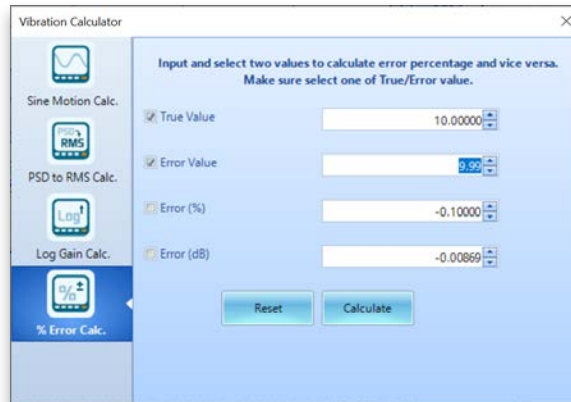 Vibration Calculator
Input and select two values to calculate error percentage and vice versa.
Make sure select one of True/Error value.
Sine Motion Calc.
PSD
RMS
PSD to RMS Calc.
Log
Log Gain Calc.
%±
% Error Calc.
True Value
10.00000
Error Value
9.99
Error (%)
-0.10000
Error (dB)
-0.00869
Reset
Calculate